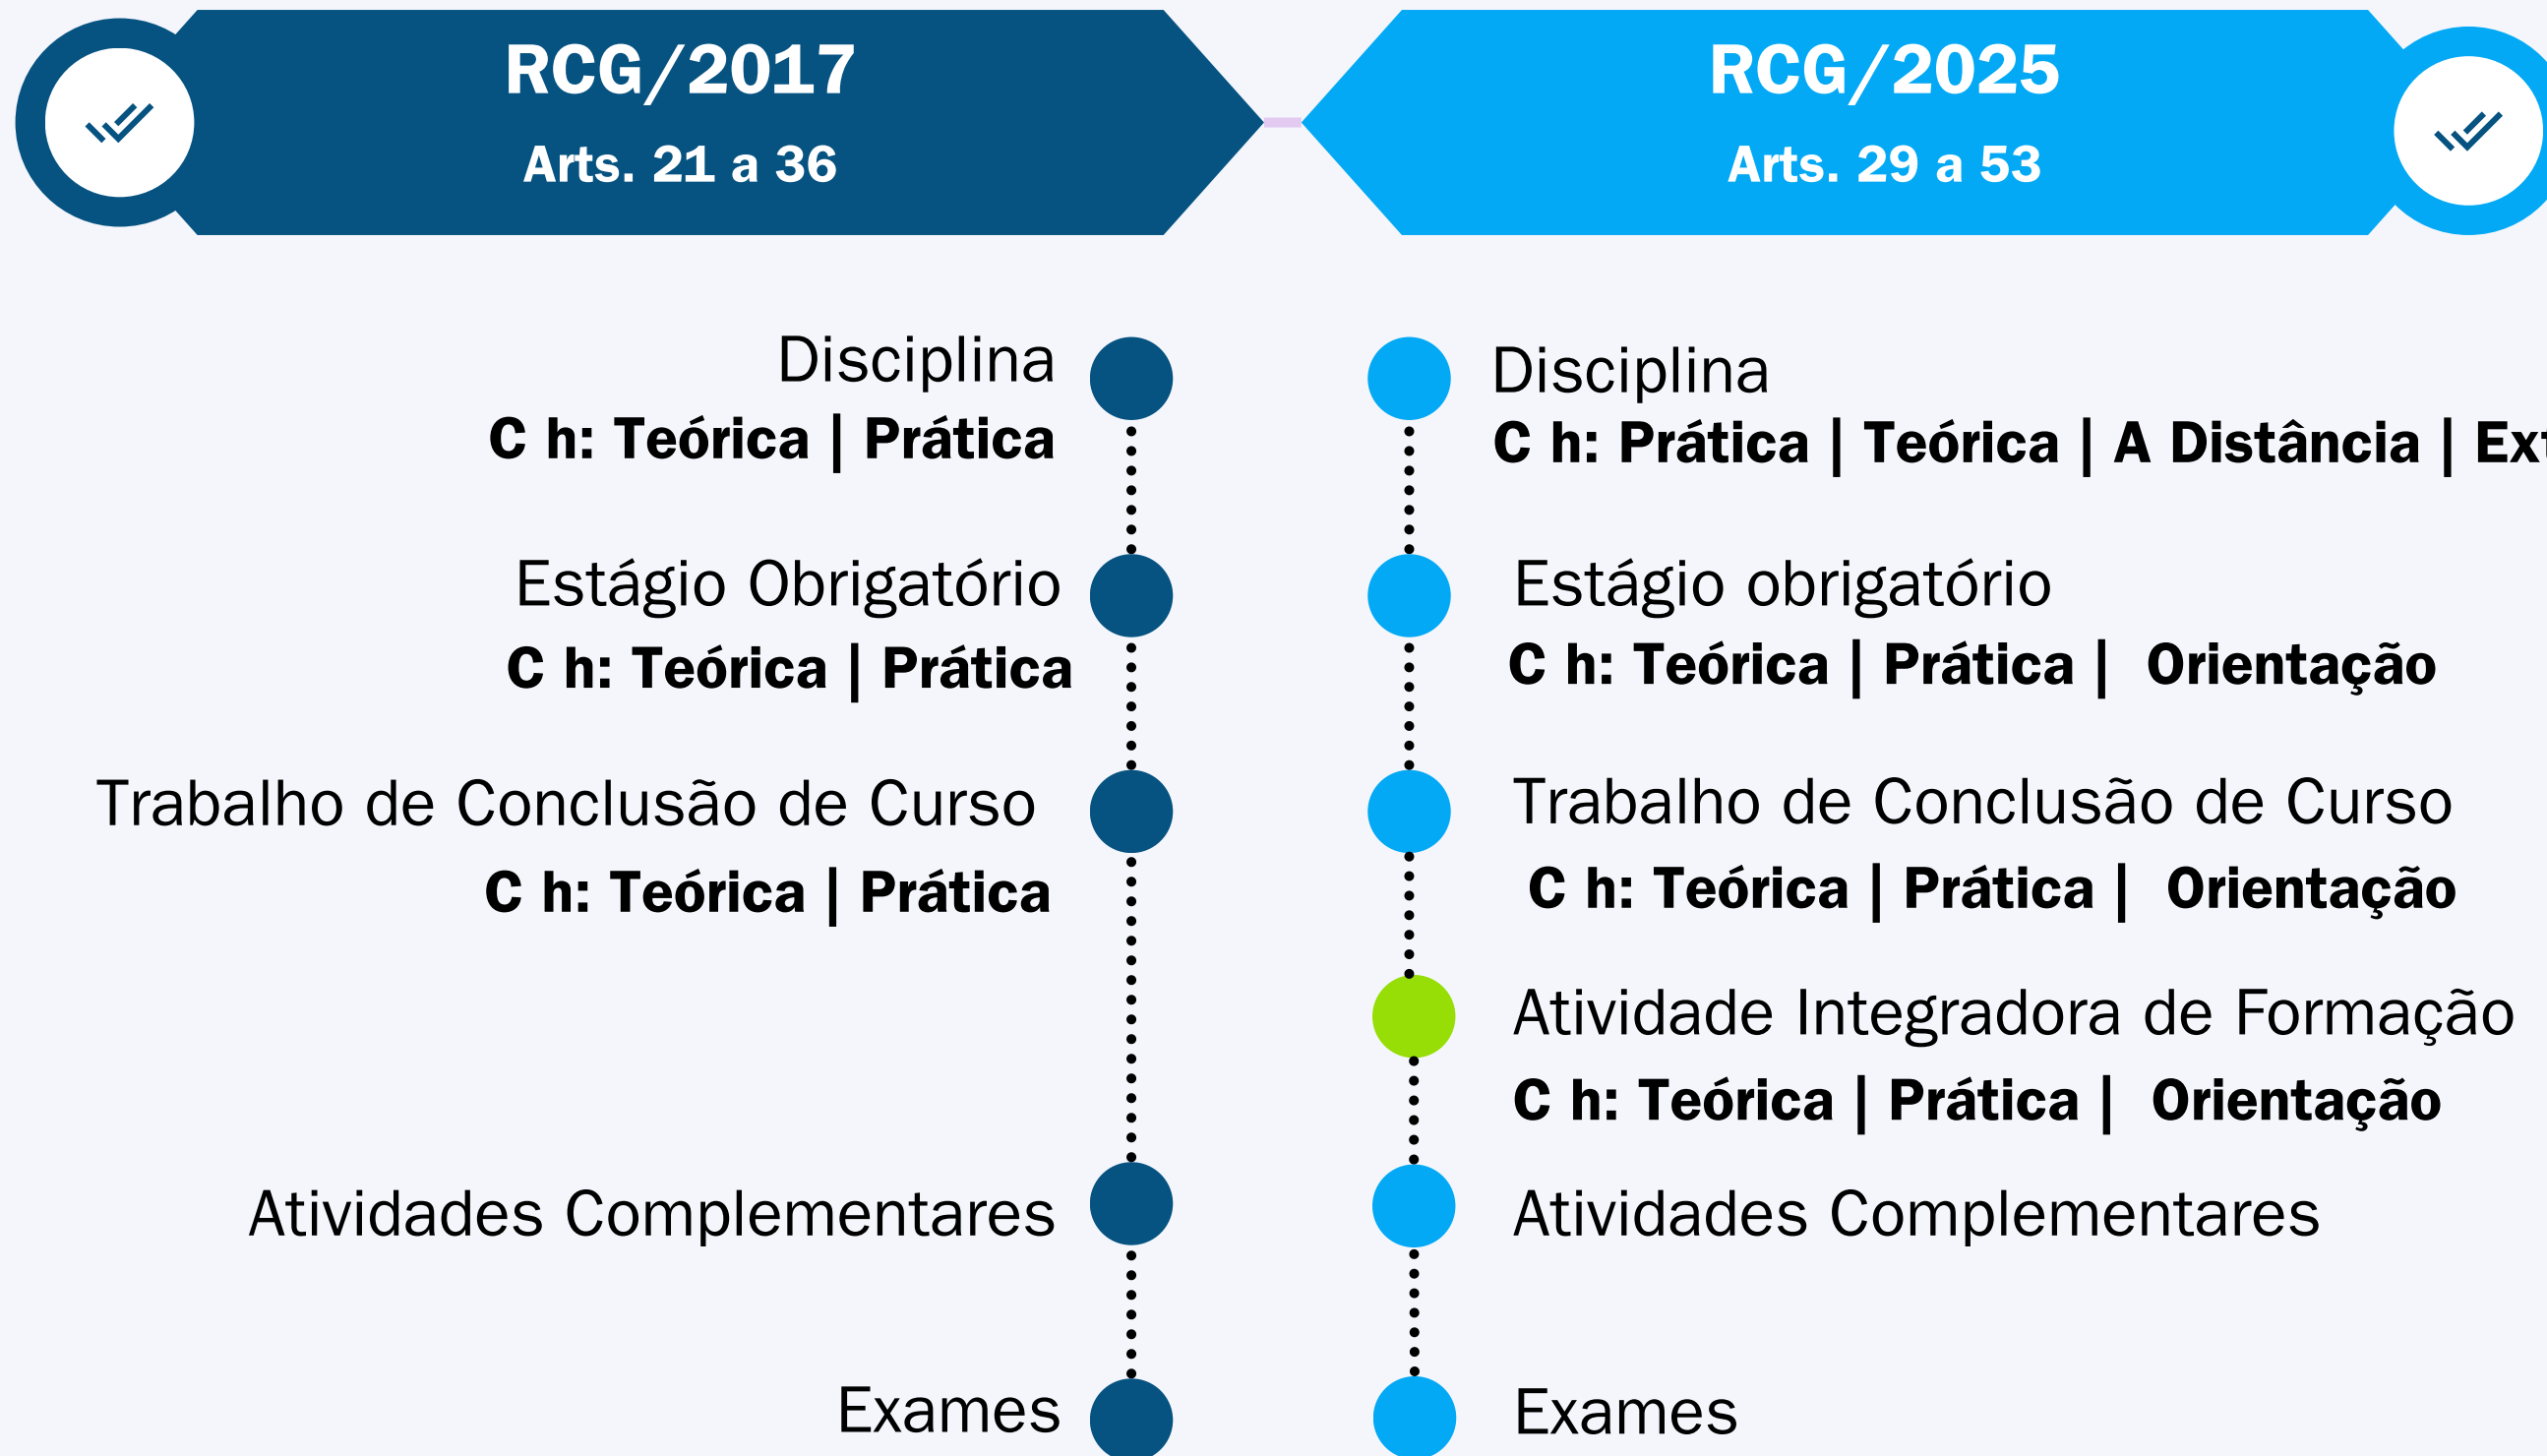 RCG/2017
Arts. 21 a 36
Disciplina
C h: Teórica | Prática
Estágio Obrigatório
C h: Teórica | Prática
Trabalho de Conclusão de Curso
C h: Teórica | Prática
Atividades Complementares
Exames
RCG/2025
Arts. 29 a 53
Disciplina
C h: Prática | Teórica | A Distância |
Estágio obrigatório
C h: Teórica | Prática | Orientação
Trabalho de Conclusão de Curso
C h: Teórica | Prática | Orientação
Atividade Integradora de Formação
C h: Teórica | Prática | Orientação
Atividades Complementares
Exames